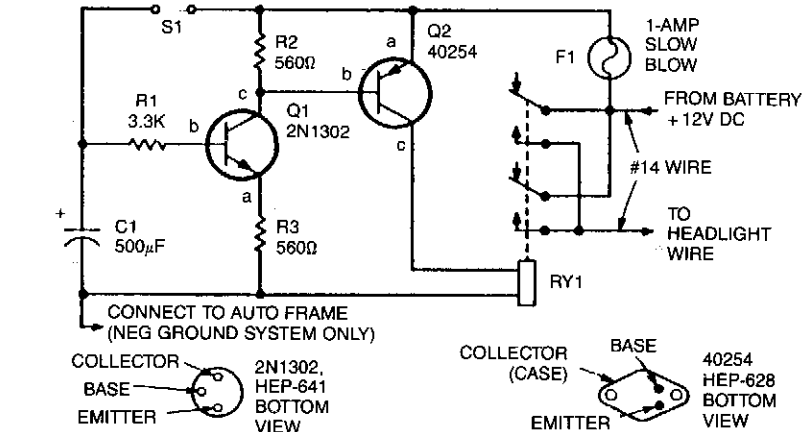 S1
R2
560Ω
a
Q2
40254
1-AMP
SLOW
BLOW
F1
R1
3.3K
c
b
Q1
2N1302
b
FROM BATTERY
+12V DC
c
#14 WIRE
a
+
C1
500μF
R3
560Ω
TO
HEADLIGHT
WIRE
RY1
CONNECT TO AUTO FRAME
(NEG GROUND SYSTEM ONLY)
COLLECTOR
BASE
EMITTER
2N1302,
HEP-641
BOTTOM
VIEW
COLLECTOR
(CASE)
BASE
EMITTER
40254
HEP-628
BOTTOM
VIEW